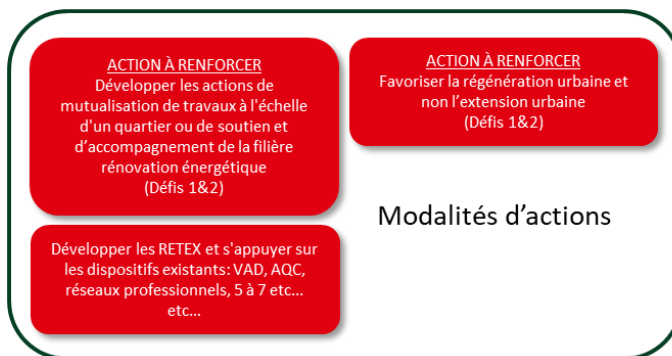 ACTION À RENFORCER
Développer les actions de
mutualisation de travaux à l'échelle
d'un quartier ou de soutien et
d’accompagnement de la filière
rénovation énergétique
(Défis 1&2)
ACTION À RENFORCER
Favoriser la régénération urbaine et
non l’extension urbaine
(Défis 1&2)
Modalités d’actions
Développer les RETEX et s'appuyer sur
les dispositifs existants: VAD, AQC,
réseaux professionnels, 5 à 7 etc...
etc...